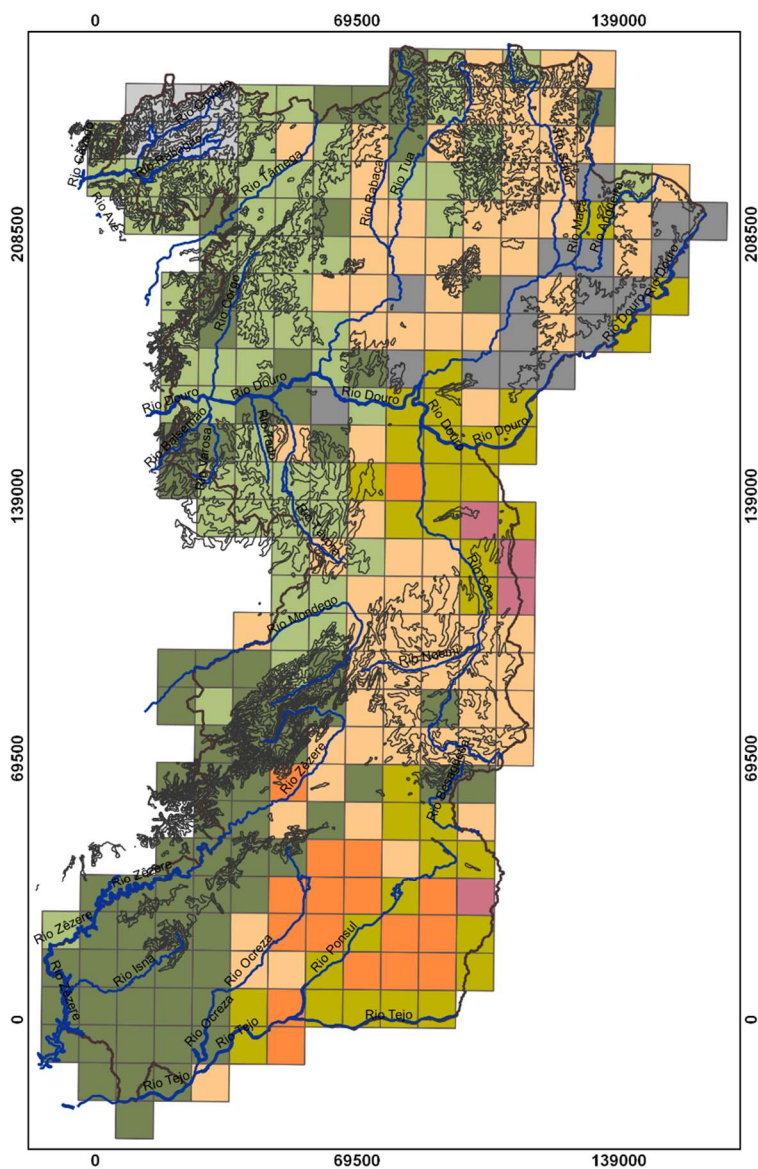 0 69500 139000
Rio Cávado
Rio Cávado
Rio Rabagão
Rio Ave
Rio Tâmega
Rio Rabaçal
Rio Tua
Rio Sabor
Rio Maçãs
Rio Angueira
208500 208500
Rio Corgo
Rio Douro
Rio Douro
Rio Douro
Rio Douro
Rio Douro
Rio Douro
Rio Douro
Rio Balsemão
Rio Varosa
Rio Távora
139000 139000
Rio Côa
Rio Mondego
Rio Noémi
69500 69500
Rio Zêzere
Rio Zêzere
Rio Zêzere
Rio Zêzere
Rio Isna
Rio Ocreza
Rio Ocreza
Rio Ponsul
0 0
Rio Tejo
Rio Tejo
Rio Tejo
0 69500 139000